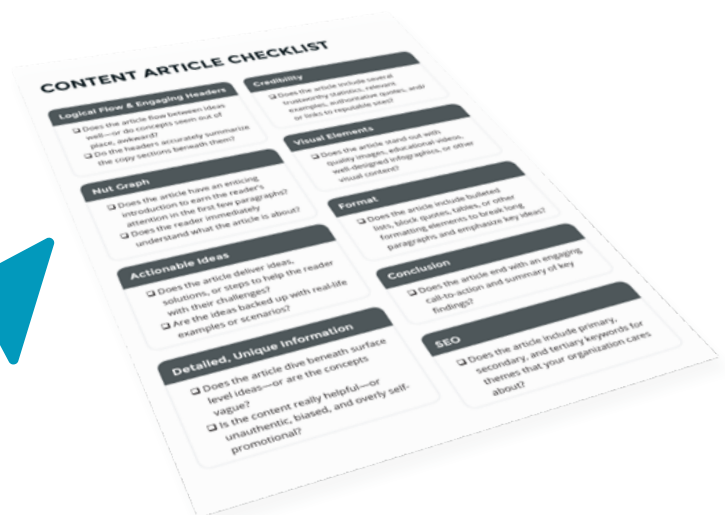 CONTENT ARTICLE CHECKLIST
Logical Flow & Engaging Headers
Does the article flow between ideas
well—or do concepts seem out of
place, awkward?
Do the headers accurately summarize
the copy sections beneath them?
Nut Graph
Does the article have an enticing
introduction to earn the reader's
attention in the first few paragraphs?
Does the reader immediately
understand what the article is about?
Actionable Ideas
Does the article deliver ideas,
solutions, or steps to help the reader
with their challenges?
Are the ideas backed up with real-life
examples or scenarios?
Detailed, Unique Information
Does the article dive beneath surface
level ideas—or are the concepts
vague?
Is the content really helpful—or
unauthentic, biased, and overly self-
promotional?
Credibility
Does the article include several
trustworthy statistics, relevant
examples, authoritative quotes, and/
or links to reputable sites?
Visual Elements
Does the article stand out with
quality images, educational videos,
well-designed infographics, or other
visual content?
Format
Does the article include bulleted
lists, block quotes, tables, or other
formatting elements to break long
paragraphs and emphasize key ideas?
Conclusion
Does the article end with an engaging
call-to-action and summary of key
findings?
SEO
Does the article include primary,
secondary, and tertiary keywords for
themes that your organization cares
about?